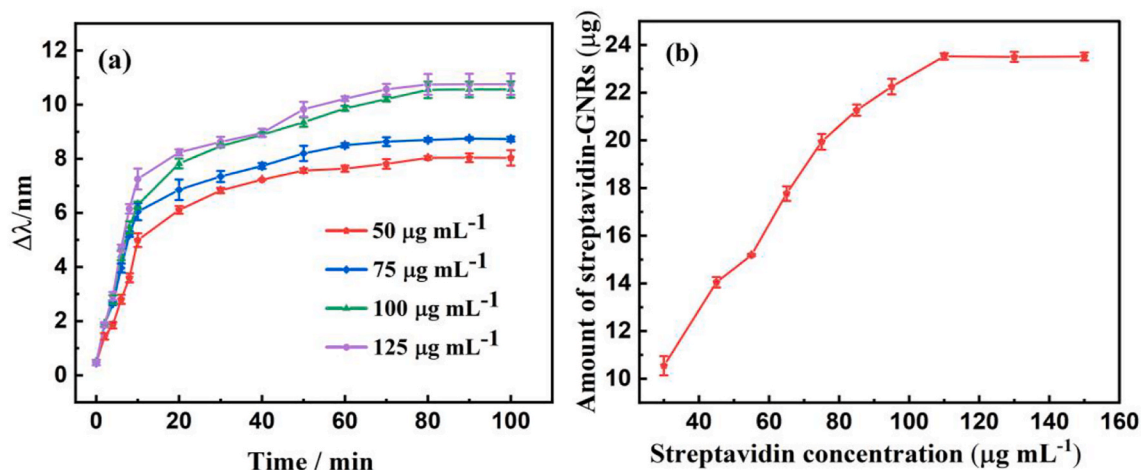 (a)
12
10
8
6
4
2
0
Δλ/nm
0 20 40 60 80 100
Time / min
50 μg mL⁻¹
75 μg mL⁻¹
100 μg mL⁻¹
125 μg mL⁻¹
(b)
24
22
20
18
16
14
12
10
Amount of streptavidin-GNRs (μg)
40 60 80 100 120 140 160
Streptavidin concentration (μg mL⁻¹)